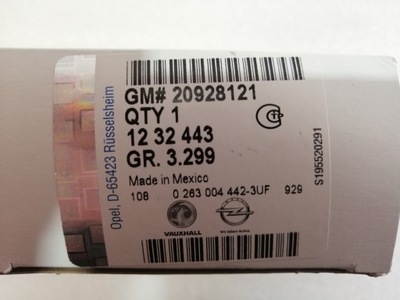 GM# 20928121
QTY 1
12 32 443
GR. 3.299
Made in Mexico
108 0 263 004 442-3UF 929
VAUXHALL
Opel, D-65423 Rüsselsheim
S195520291